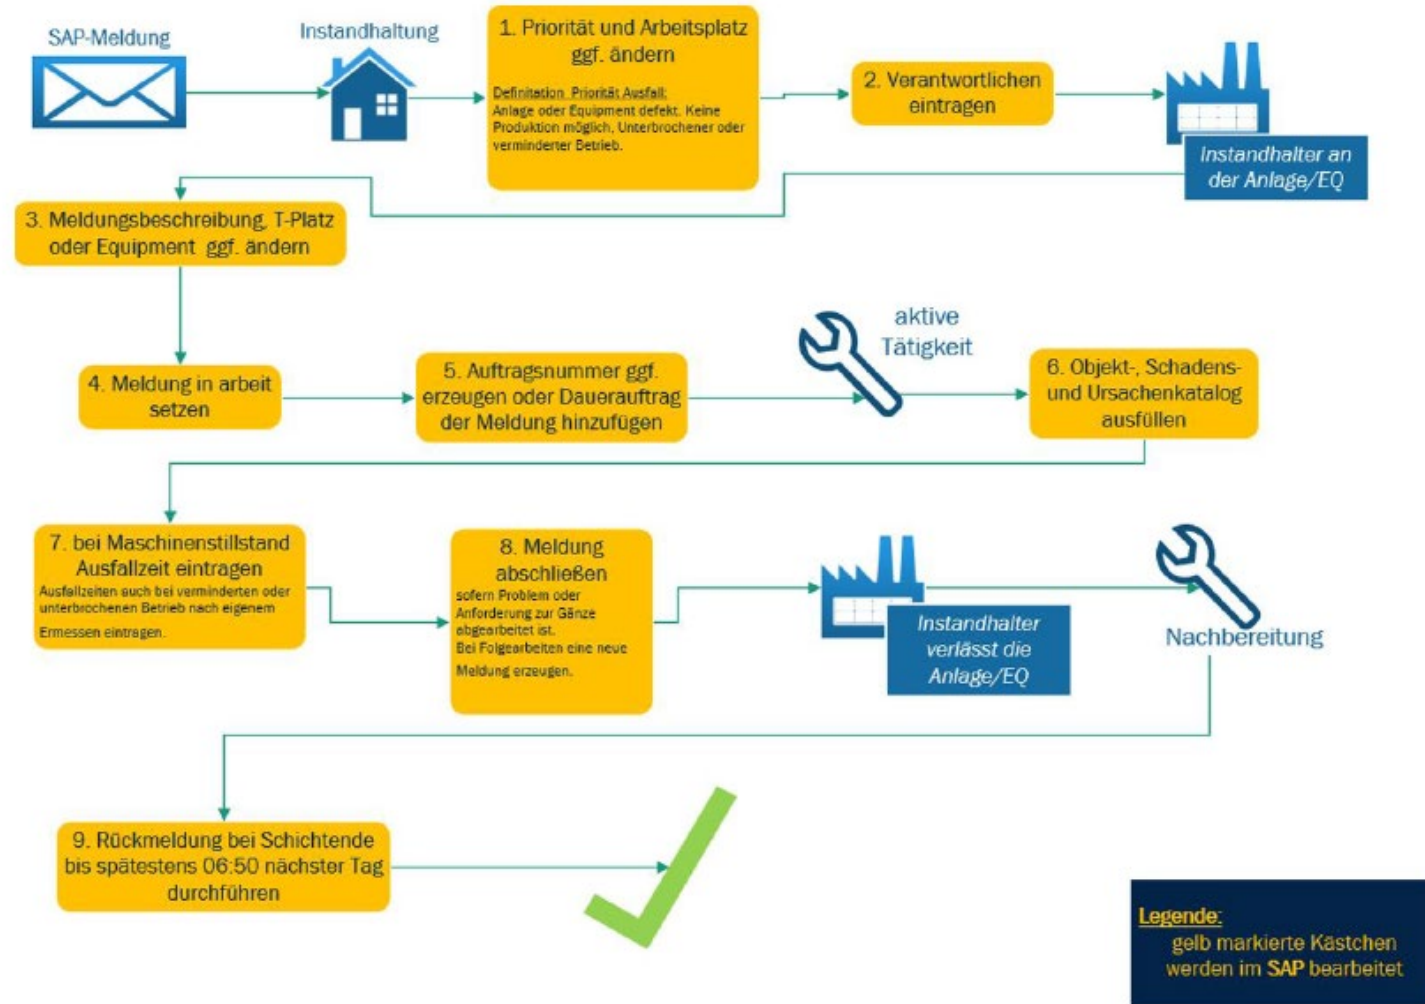 SAP-Meldung
Instandhaltung
1. Priorität und Arbeitsplatz
ggf. ändern
Definitation Priorität Ausfall:
Anlage oder Equipment defekt. Keine
Produktion möglich, Unterbrochener oder
verminderter Betrieb.
2. Verantwortlichen
eintragen
Instandhalter an
der Anlage/EQ
3. Meldungsbeschreibung, T-Platz
oder Equipment ggf. ändern
4. Meldung in arbeit
setzen
5. Auftragsnummer ggf.
erzeugen oder Dauerauftrag
der Meldung hinzufügen
aktive
Tätigkeit
6. Objekt-, Schadens-
und Ursachenkatalog
ausfüllen
7. bei Maschinenstillstand
Ausfallzeit eintragen
Ausfallzeiten auch bei verminderten oder
unterbrochenen Betrieb nach eigenem
Ermessen eintragen.
8. Meldung
abschließen
sofern Problem oder
Anforderung zur Gänze
abgearbeitet ist.
Bei Folgearbeiten eine neue
Meldung erzeugen.
Instandhalter
verlässt die
Anlage/EQ
Nachbereitung
9. Rückmeldung bei Schichtende
bis spätestens 06:50 nächster Tag
durchführen
Legende:
gelb markierte Kästchen
werden im SAP bearbeitet